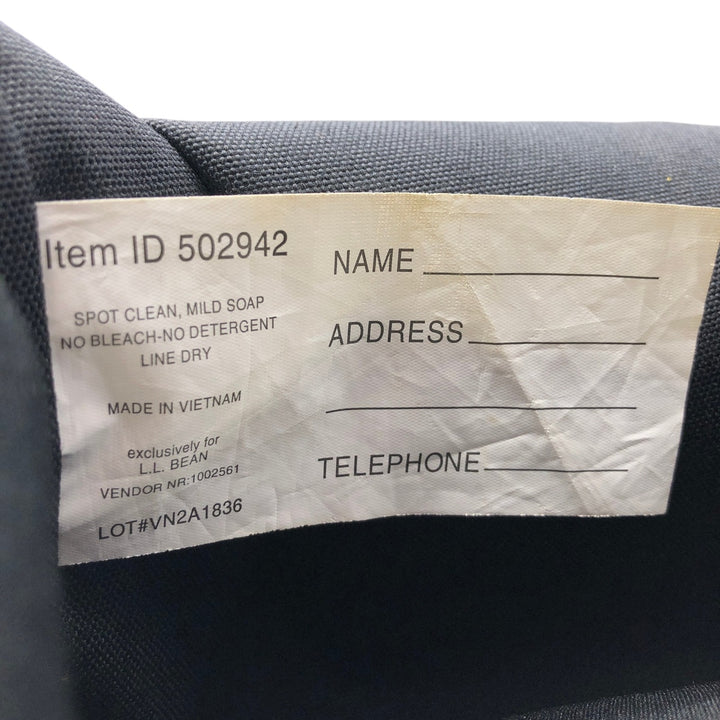 Item ID 502942
SPOT CLEAN, MILD SOAP
NO BLEACH-NO DETERGENT
LINE DRY
MADE IN VIETNAM
exclusively for
L.L. BEAN
VENDOR NR:1002561
LOT#VN2A1836
NAME
ADDRESS
TELEPHONE